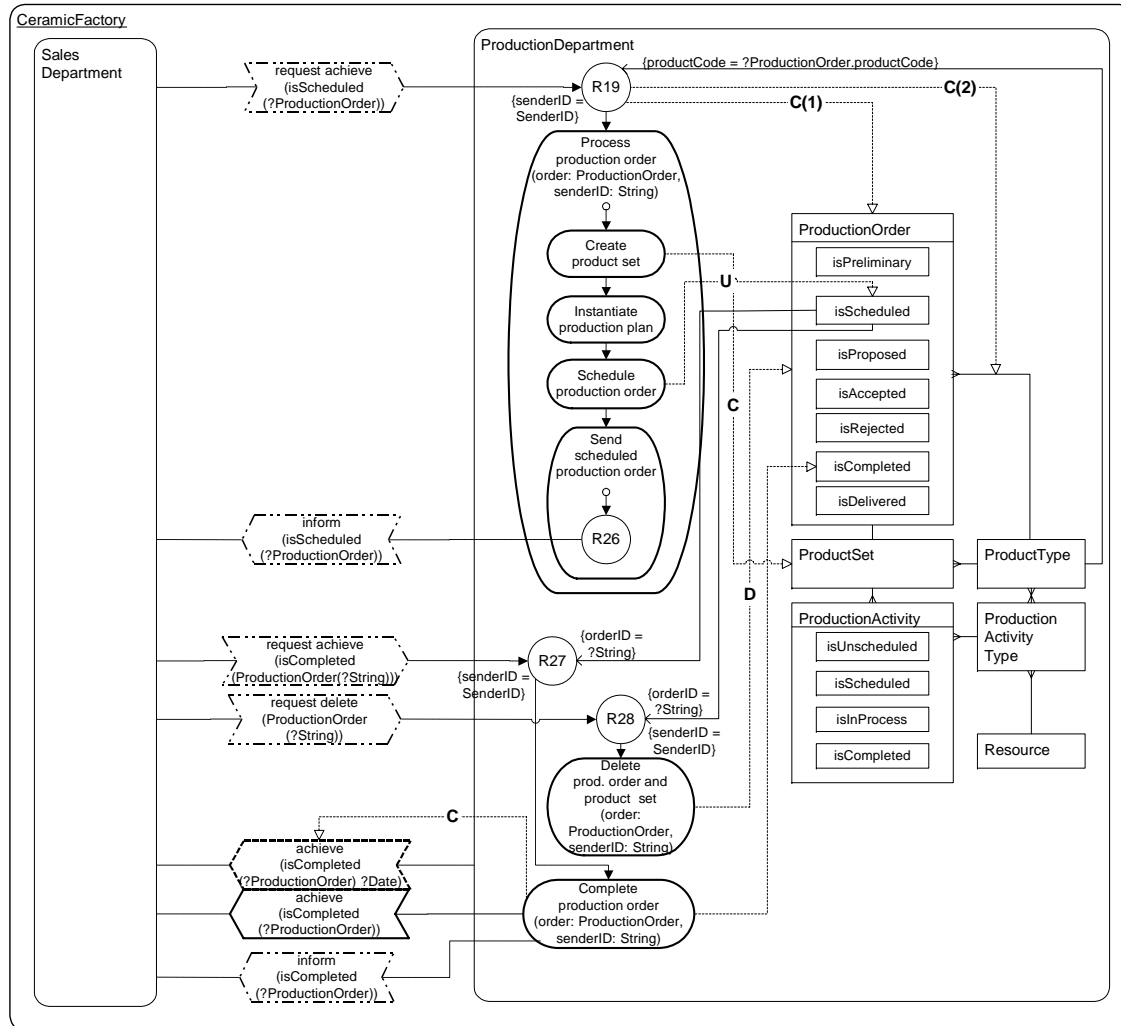 CeramicFactory
Sales
Department
ProductionDepartment
request achieve
(isScheduled
(?ProductionOrder))
{productCode = ?ProductionOrder.productCode}
R19
C(2)
C(1)
{senderID =
SenderID}
Process
production order
(order: ProductionOrder,
senderID: String)
Create
product set
U
Instantiate
production plan
Schedule
production order
C
Send
scheduled
production order
R26
inform
(isScheduled
(?ProductionOrder))
ProductionOrder
isPreliminary
isScheduled
isProposed
isAccepted
isRejected
isCompleted
isDelivered
ProductSet
ProductType
D
ProductionActivity
isUnscheduled
isScheduled
isInProcess
isCompleted
Production
Activity
Type
Resource
request achieve
(isCompleted
(ProductionOrder(?String)))
{orderID =
?String}
R27
{senderID =
SenderID}
request delete
(ProductionOrder
(?String))
{orderID =
?String}
R28
{senderID =
SenderID}
Delete
prod. order and
product set
(order:
ProductionOrder,
senderID: String)
C
achieve
(isCompleted
(?ProductionOrder) ?Date)
achieve
(isCompleted
(?ProductionOrder))
Complete
production order
(order: ProductionOrder,
senderID: String)
inform
(isCompleted
(?ProductionOrder))